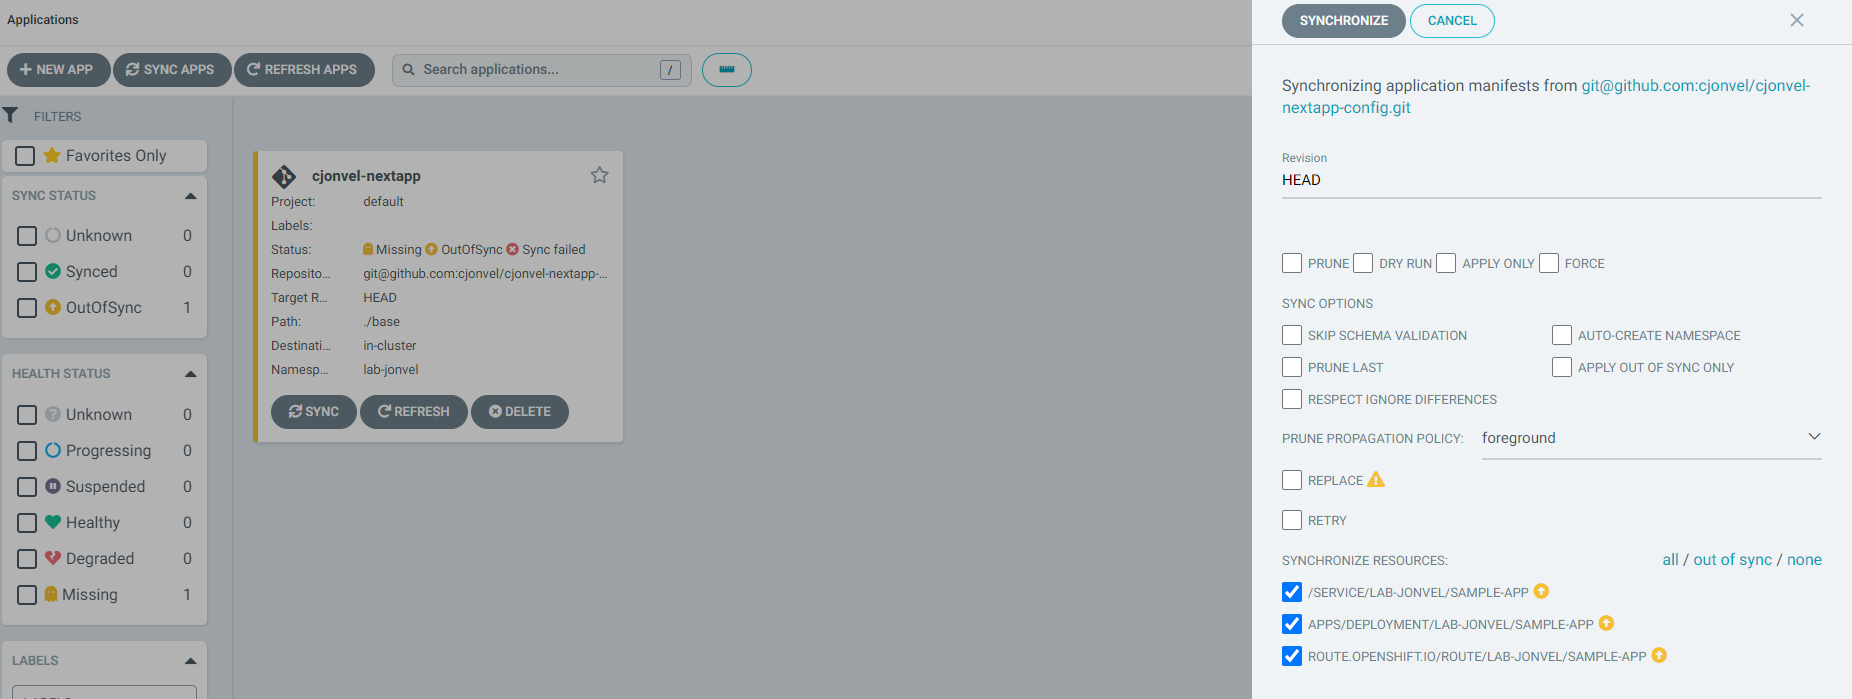 Applications
NEW APP
SYNC APPS
REFRESH APPS
Search applications...
/
FILTERS
Favorites Only
SYNC STATUS
Unknown 0
Synced 0
OutOfSync 1
HEALTH STATUS
Unknown 0
Progressing 0
Suspended 0
Healthy 0
Degraded 0
Missing 1
LABELS
cjonvel-nextapp
Project: default
Labels:
Status: Missing OutOfSync Sync failed
Reposito... git@github.com:cjonvel/cjonvel-nextapp-...
Target R... HEAD
Path: ./base
Destinati... in-cluster
Namesp... lab-jonvel
SYNC
REFRESH
DELETE
SYNCHRONIZE
CANCEL
Synchronizing application manifests from git@github.com:cjonvel/cjonvel-
nextapp-config.git
Revision
HEAD
PRUNE DRY RUN APPLY ONLY FORCE
SYNC OPTIONS
SKIP SCHEMA VALIDATION AUTO-CREATE NAMESPACE
PRUNE LAST APPLY OUT OF SYNC ONLY
RESPECT IGNORE DIFFERENCES
PRUNE PROPAGATION POLICY: foreground
REPLACE
RETRY
SYNCHRONIZE RESOURCES: all / out of sync / none
/SERVICE/LAB-JONVEL/SAMPLE-APP
APPS/DEPLOYMENT/LAB-JONVEL/SAMPLE-APP
ROUTE.OPENSHIFT.IO/ROUTE/LAB-JONVEL/SAMPLE-APP